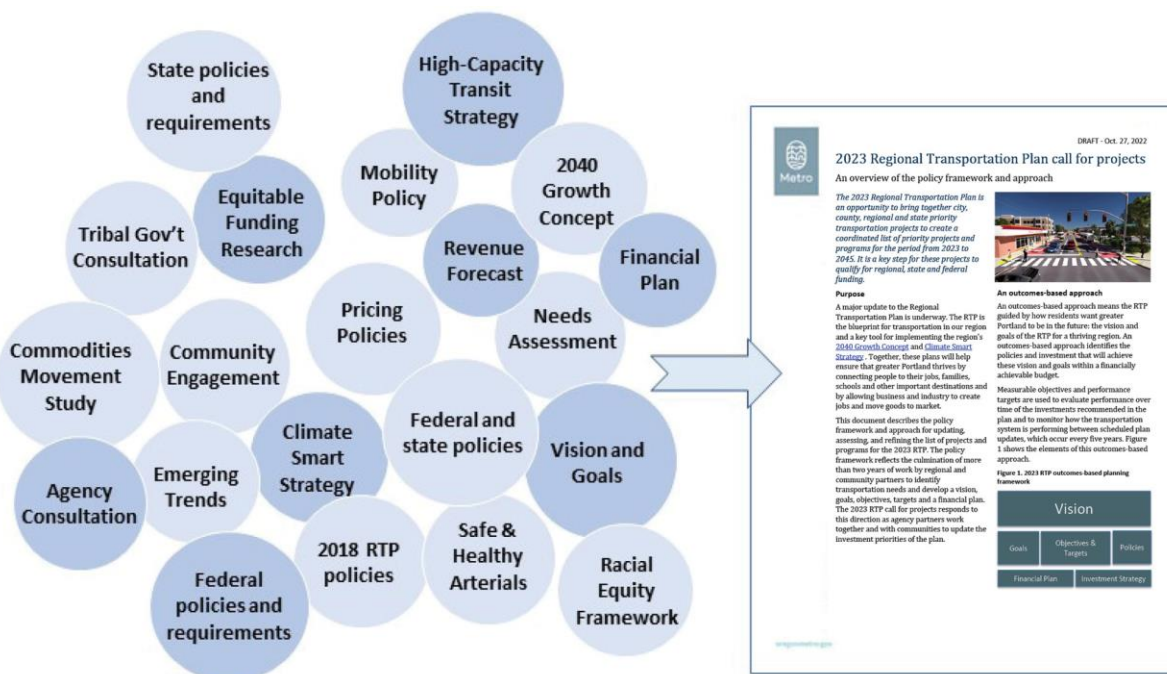 State policies
and
requirements
High-Capacity
Transit
Strategy
Mobility
Policy
2040
Growth
Concept
Equitable
Funding
Research
Tribal Gov't
Consultation
Revenue
Forecast
Financial
Plan
Pricing
Policies
Needs
Assessment
Commodities
Movement
Study
Community
Engagement
Federal and
state policies
Climate
Smart
Strategy
Vision and
Goals
Emerging
Trends
Agency
Consultation
2018 RTP
policies
Safe &
Healthy
Arterials
Racial
Equity
Framework
Federal
policies and
requirements
Metro
DRAFT - Oct. 27, 2022
2023 Regional Transportation Plan call for projects
An overview of the policy framework and approach
The 2023 Regional Transportation Plan is
an opportunity to bring together city,
county, regional and state priority
transportation projects to create a
coordinated list of priority projects and
programs for the period from 2023 to
2045. It is a key step for these projects to
qualify for regional, state and federal
funding.
Purpose
A major update to the Regional
Transportation Plan is underway. The RTP is
the blueprint for transportation in our region
and a key tool for implementing the region's
2040 Growth Concept and Climate Smart
Strategy . Together, these plans will help
ensure that greater Portland thrives by
connecting people to their jobs, families,
schools and other important destinations and
by allowing business and industry to create
jobs and move goods to market.
This document describes the policy
framework and approach for updating,
assessing, and refining the list of projects and
programs for the 2023 RTP. The policy
framework reflects the culmination of more
than two years of work by regional and
community partners to identify
transportation needs and develop a vision,
goals, objectives, targets and a financial plan.
The 2023 RTP call for projects responds to
this direction as agency partners work
together and with communities to update the
investment priorities of the plan.
An outcomes-based approach
An outcomes-based approach means the RTP
guided by how residents want greater
Portland to be in the future: the vision and
goals of the RTP for a thriving region. An
outcomes-based approach identifies the
policies and investment that will achieve
these vision and goals within a financially
achievable budget.
Measurable objectives and performance
targets are used to evaluate performance over
time of the investments recommended in the
plan and to monitor how the transportation
system is performing between scheduled plan
updates, which occur every five years. Figure
1 shows the elements of this outcomes-based
approach.
Figure 1. 2023 RTP outcomes-based planning
framework
Vision
Goals
Objectives &
Targets
Policies
Financial Plan
Investment Strategy
oregonmetro.gov